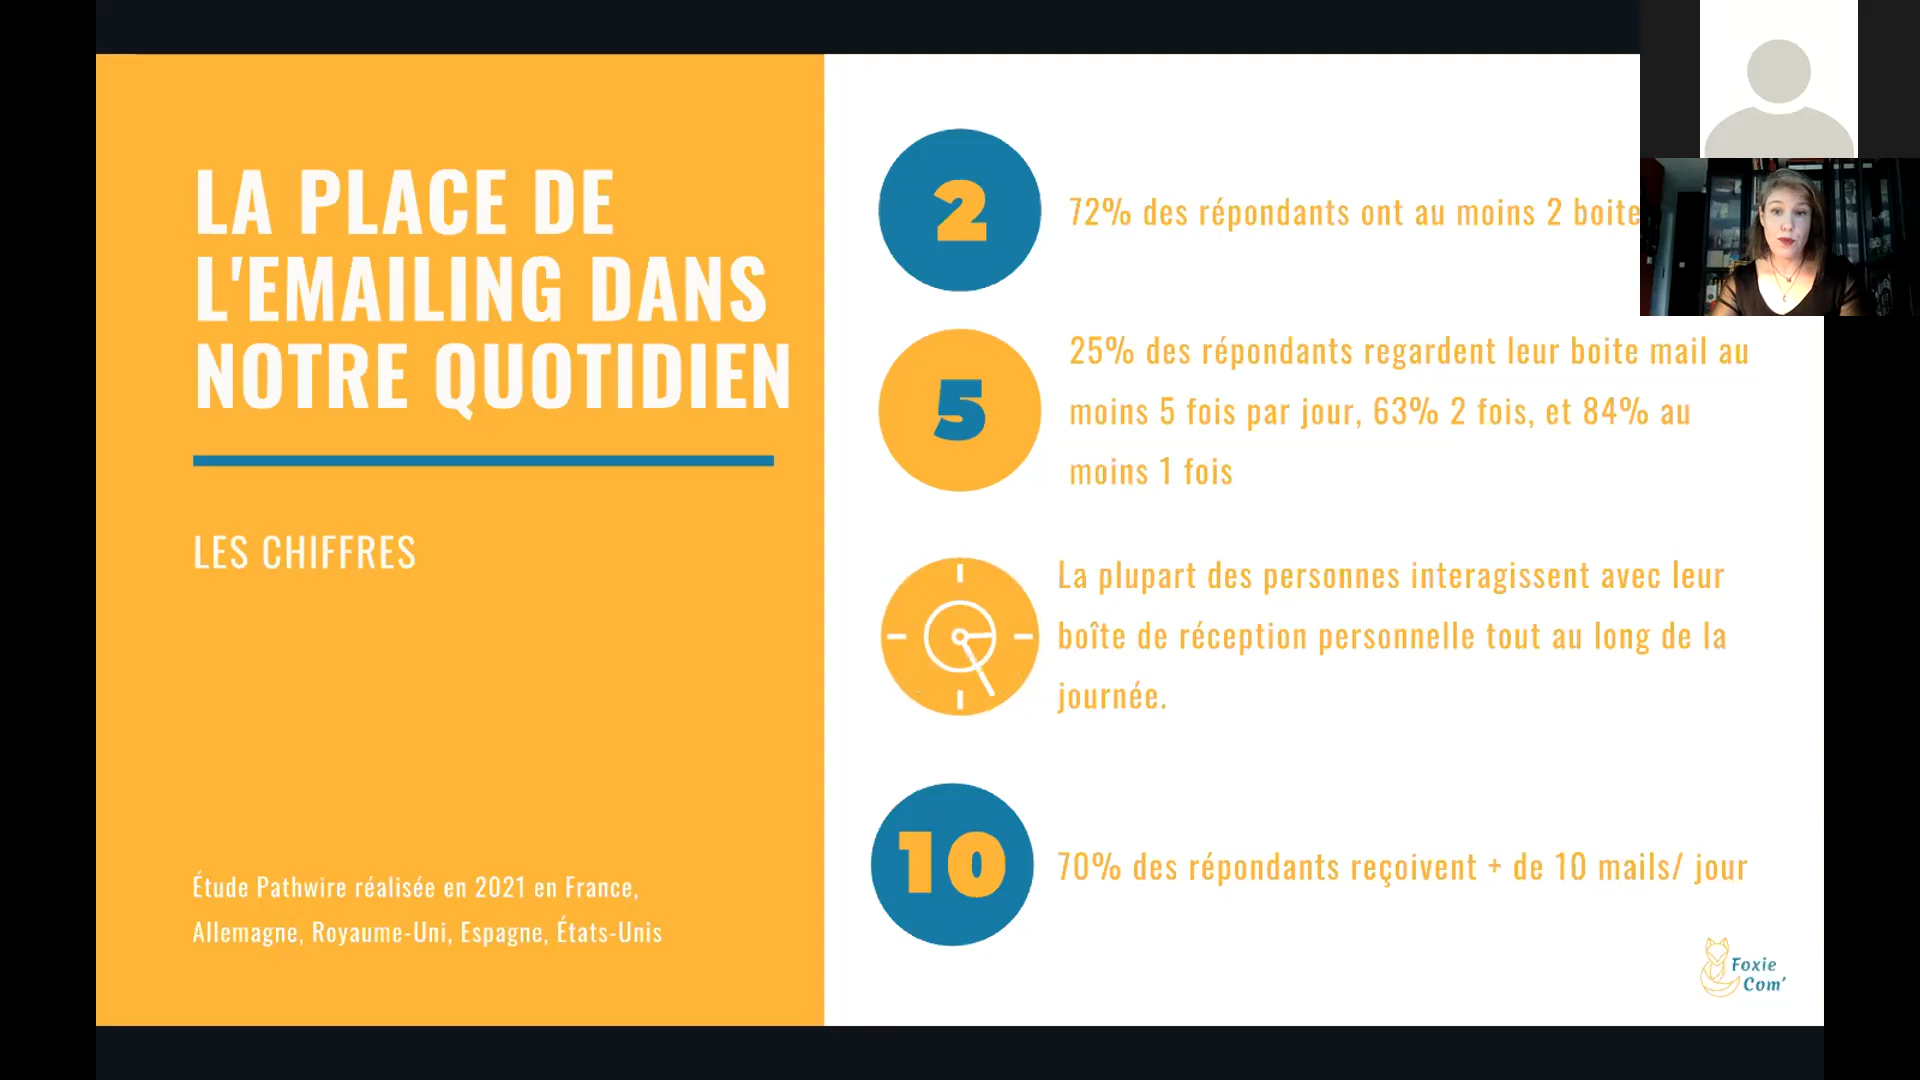 LA PLACE DE
L'EMAILING DANS
NOTRE QUOTIDIEN
LES CHIFFRES
Étude Pathwire réalisée en 2021 en France,
Allemagne, Royaume-Uni, Espagne, États-Unis
2
72% des répondants ont au moins 2 boite
5
25% des répondants regardent leur boite mail au
moins 5 fois par jour, 63% 2 fois, et 84% au
moins 1 fois
La plupart des personnes interagissent avec leur
boîte de réception personnelle tout au long de la
journée.
10
70% des répondants reçoivent + de 10 mails/ jour
Foxie
Com'